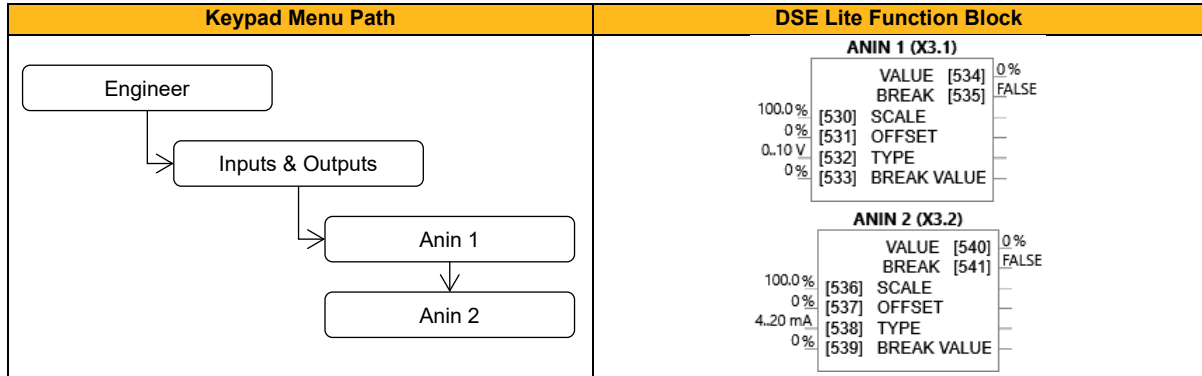 Keypad Menu Path
DSE Lite Function Block
Engineer
Inputs & Outputs
Anin 1
Anin 2
ANIN 1 (X3.1)
VALUE [534] 0 %
BREAK [535] FALSE
100.0 % [530] SCALE
0 % [531] OFFSET
0..10 V [532] TYPE
0 % [533] BREAK VALUE
ANIN 2 (X3.2)
VALUE [540] 0 %
BREAK [541] FALSE
100.0 % [536] SCALE
0 % [537] OFFSET
4..20 mA [538] TYPE
0 % [539] BREAK VALUE